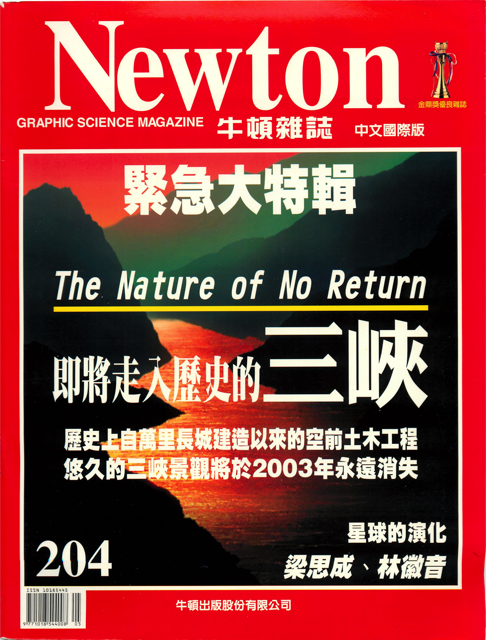 Newton
GRAPHIC SCIENCE MAGAZINE 牛頓雜誌 中文國際版
金鼎獎優良雜誌
緊急大特輯
The Nature of No Return
即將走入歷史的三峽
歷史上自萬里長城建造以來的空前土木工程
悠久的三峽景觀將於2003年永遠消失
星球的演化
梁思成、林徽音
204
牛頓出版股份有限公司